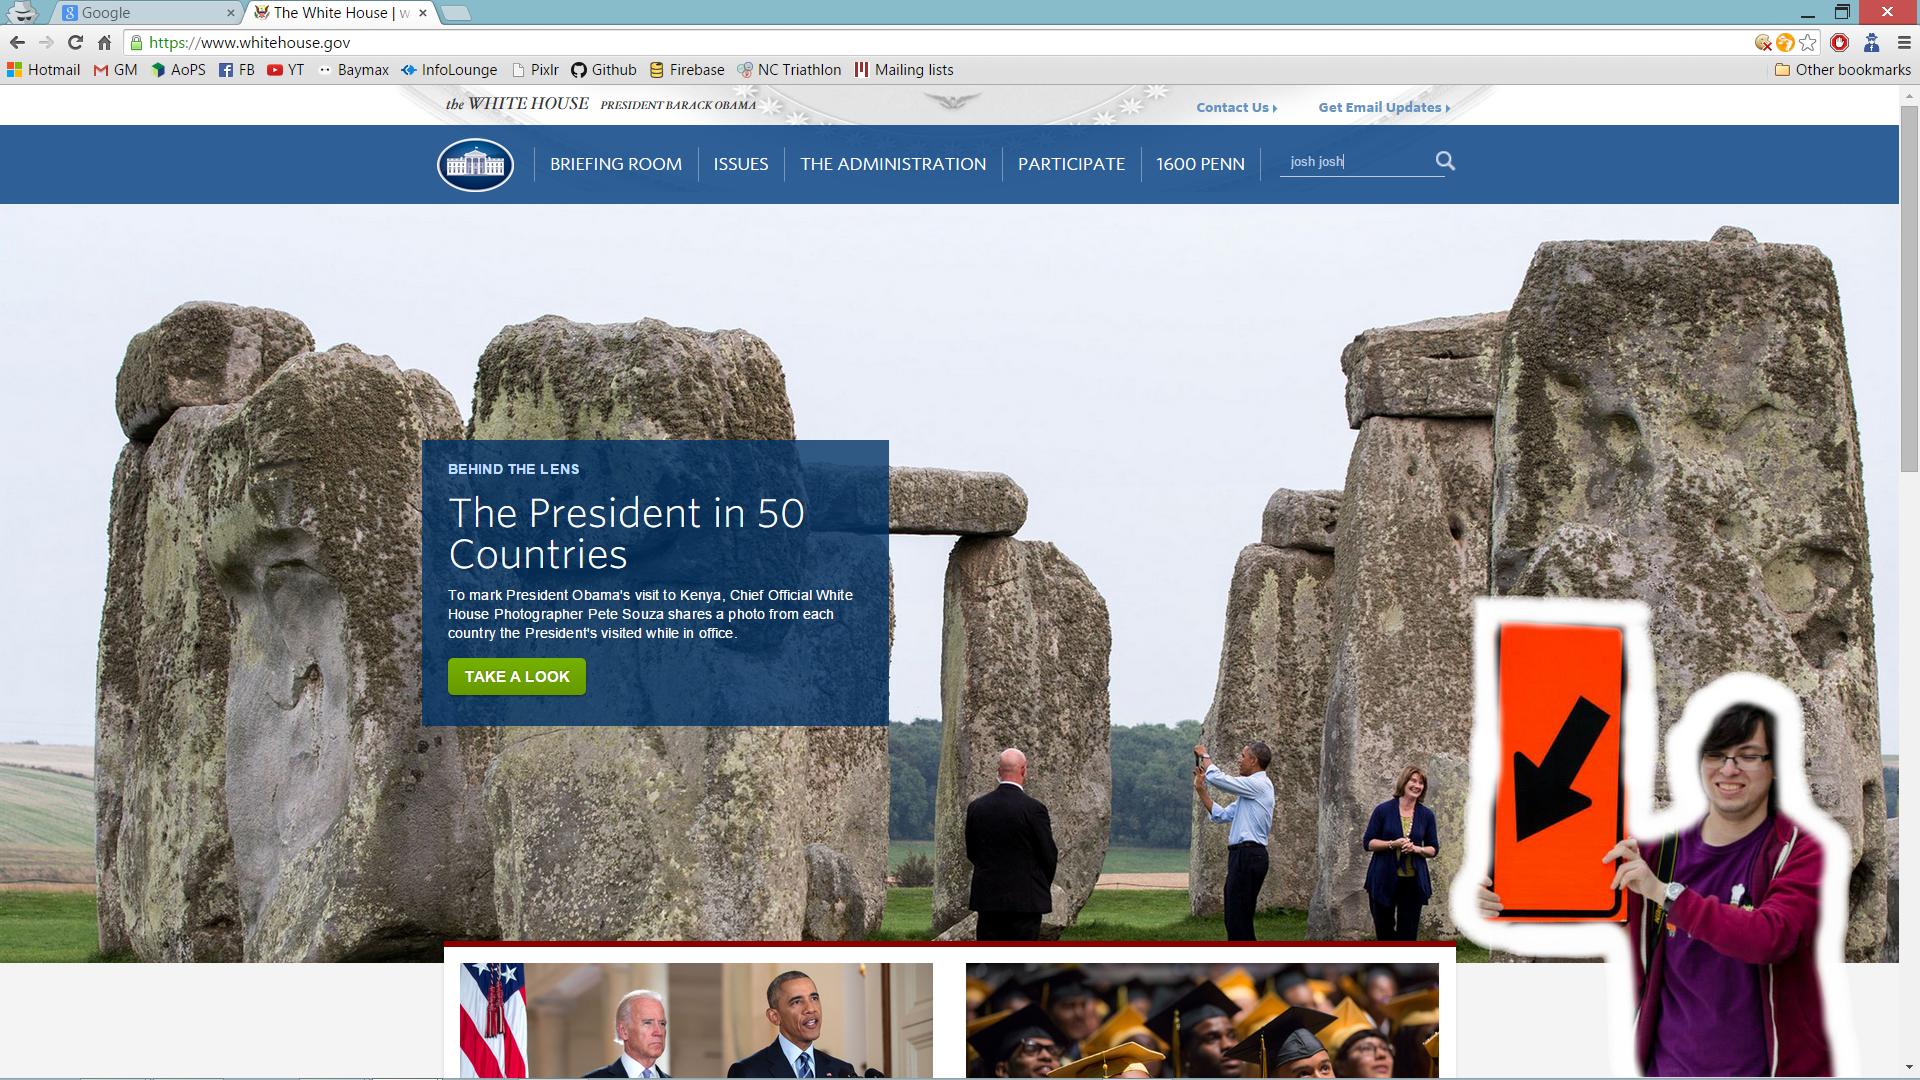 Google
The White House | w
https://www.whitehouse.gov
Hotmail GM AoPS FB YT Baymax InfoLounge Pixlr Github Firebase NC Triathlon Mailing lists Other bookmarks
the WHITE HOUSE PRESIDENT BARACK OBAMA
Contact Us Get Email Updates
BRIEFING ROOM ISSUES THE ADMINISTRATION PARTICIPATE 1600 PENN josh josh
BEHIND THE LENS
The President in 50
Countries
To mark President Obama's visit to Kenya, Chief Official White
House Photographer Pete Souza shares a photo from each
country the President's visited while in office.
TAKE A LOOK